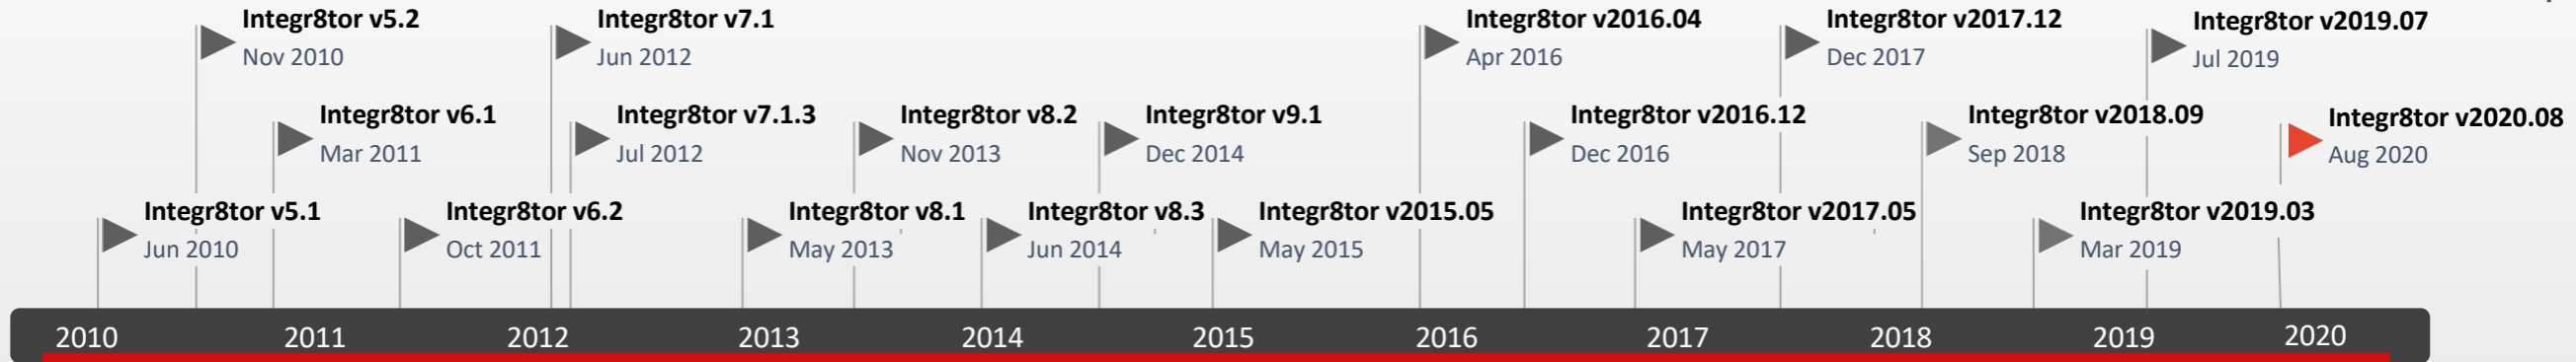 Integr8tor v5.2
Nov 2010
Integr8tor v7.1
Jun 2012
Integr8tor v2016.04
Apr 2016
Integr8tor v2017.12
Dec 2017
Integr8tor v2019.07
Jul 2019
Integr8tor v6.1
Mar 2011
Integr8tor v7.1.3
Jul 2012
Integr8tor v8.2
Nov 2013
Integr8tor v9.1
Dec 2014
Integr8tor v2016.12
Dec 2016
Integr8tor v2018.09
Sep 2018
Integr8tor v2020.08
Aug 2020
Integr8tor v5.1
Jun 2010
Integr8tor v6.2
Oct 2011
Integr8tor v8.1
May 2013
Integr8tor v8.3
Jun 2014
Integr8tor v2015.05
May 2015
Integr8tor v2017.05
May 2017
Integr8tor v2019.03
Mar 2019
2010 2011 2012 2013 2014 2015 2016 2017 2018 2019 2020